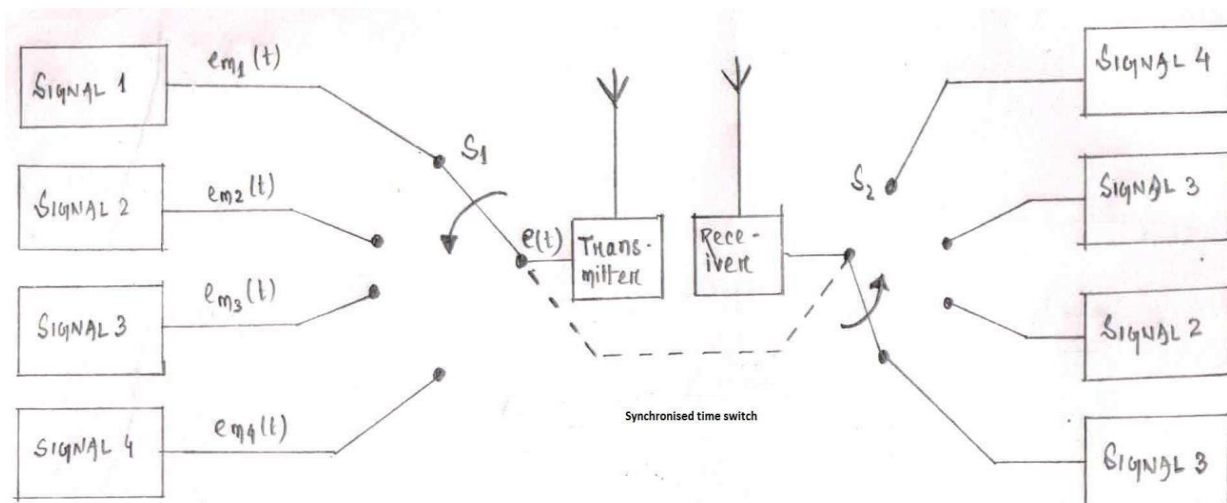 SIGNAL 1
em1(t)
SIGNAL 2
em2(t)
SIGNAL 3
em3(t)
SIGNAL 4
em4(t)
S1
e(t)
Trans-
mitter
Rece-
iver
S2
SIGNAL 4
SIGNAL 3
SIGNAL 2
SIGNAL 3
Synchronised time switch